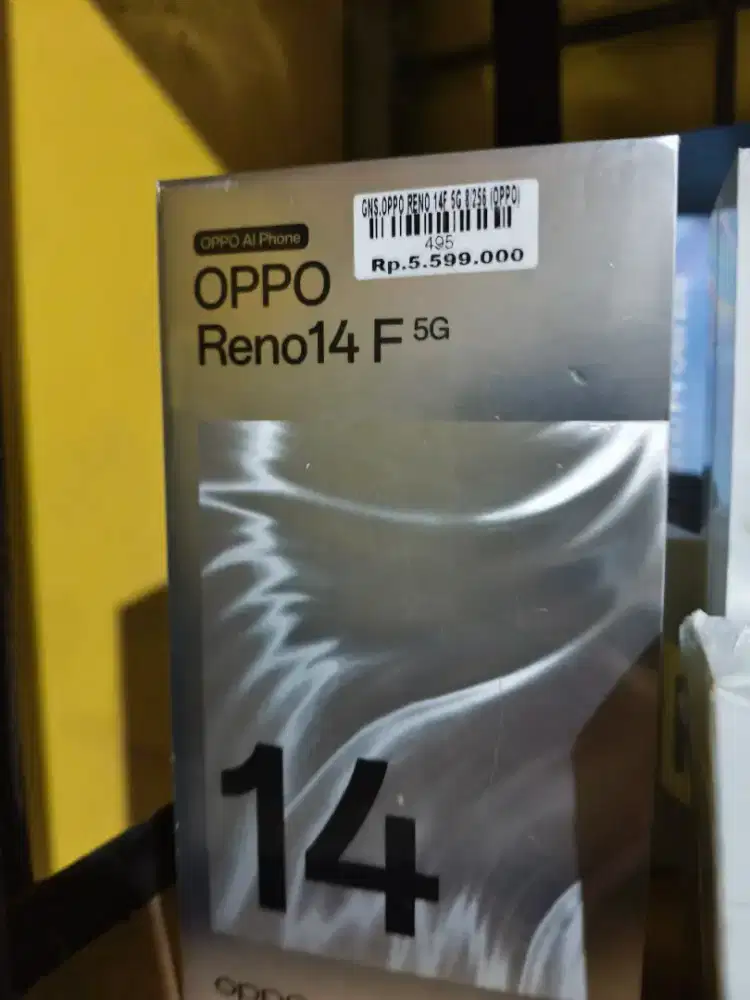 GNS.OPPO RENO 14F 5G 8/256 (OPPO)
495
Rp.5.599.000
OPPO AI Phone
OPPO
Reno14 F 5G
14
oppo